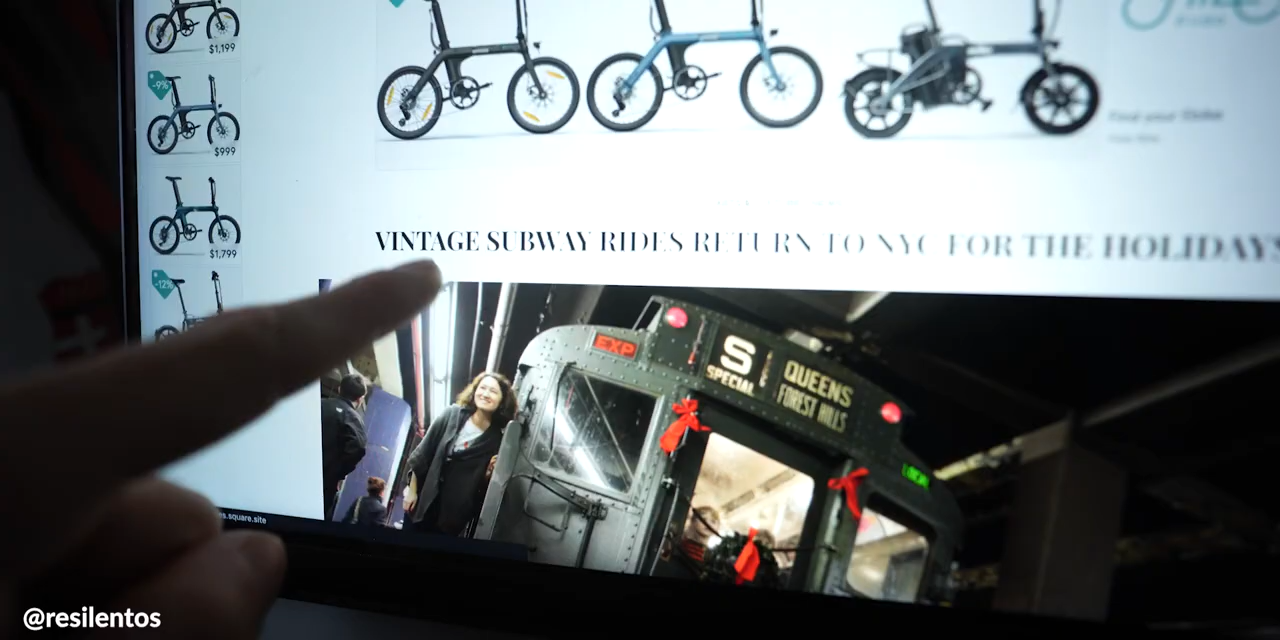 $1,199
-9%
$999
$1,799
-12%
VINTAGE SUBWAY RIDES RETURN TO NYC FOR THE HOLIDAYS
EXP
S
SPECIAL
QUEENS
FOREST HILLS
LOCAL
s.square.site
@resilentos